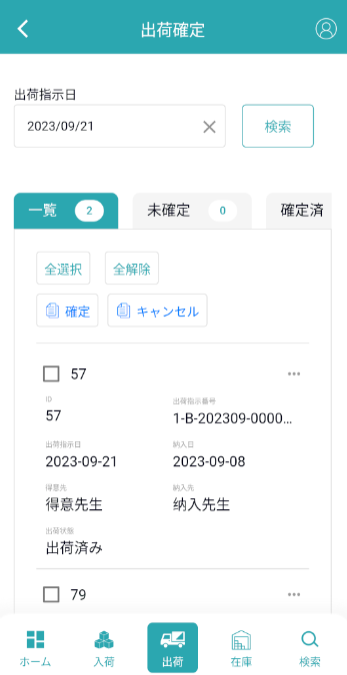 出荷確定
出荷指示日
2023/09/21
検索
一覧 2 未確定 0 確定済
全選択 全解除
確定 キャンセル
57
ID 出荷指示番号
57 1-B-202309-0000...
出荷指示日 納入日
2023-09-21 2023-09-08
得意先 納入先
得意先生 納入先生
出荷状態
出荷済み
79
ホーム 入荷 出荷 在庫 検索